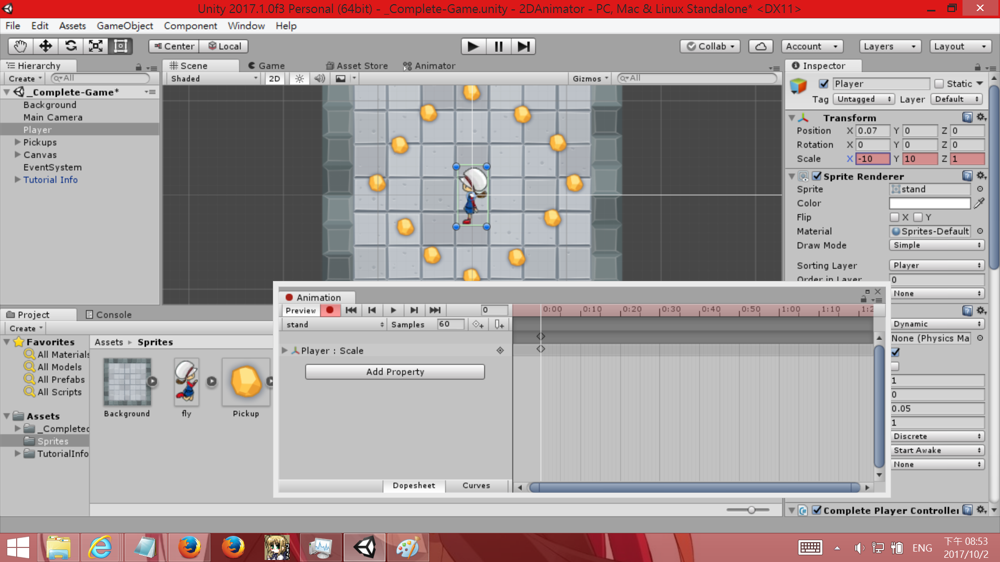 Unity 2017.1.0f3 Personal (64bit) - _Complete-Game.unity - 2DAnimator - PC, Mac & Linux Standalone* <DX11>
File Edit Assets GameObject Component Window Help
Center Local Collab Account Layers Layout
Hierarchy
Create All
_Complete-Game*
Background
Main Camera
Player
Pickups
Canvas
EventSystem
Tutorial Info
Scene Game Asset Store Animator
Shaded 2D Gizmos All
Inspector
Player Static
Tag Untagged Layer Default
Transform
Position X 0.07 Y 0 Z 0
Rotation X 0 Y 0 Z 0
Scale X -10 Y 10 Z 1
Sprite Renderer
Sprite stand
Color
Flip X Y
Material Sprites-Default
Draw Mode Simple
Sorting Layer Player
Order in Layer 0
None
Dynamic
None (Physics Ma
1
0
0.05
1
Discrete
Start Awake
None
Complete Player Controller
Project Console
Create
Favorites
All Materials
All Models
All Prefabs
All Scripts
Assets
_Completed
Sprites
TutorialInfo
Assets Sprites
Background fly Pickup
Animation
Preview 0
0:00 0:10 0:20 0:30 0:40 0:50 1:00 1:10 1:2
stand Samples 60
Player : Scale
Add Property
Dopesheet Curves
ENG
下午 08:53
2017/10/2